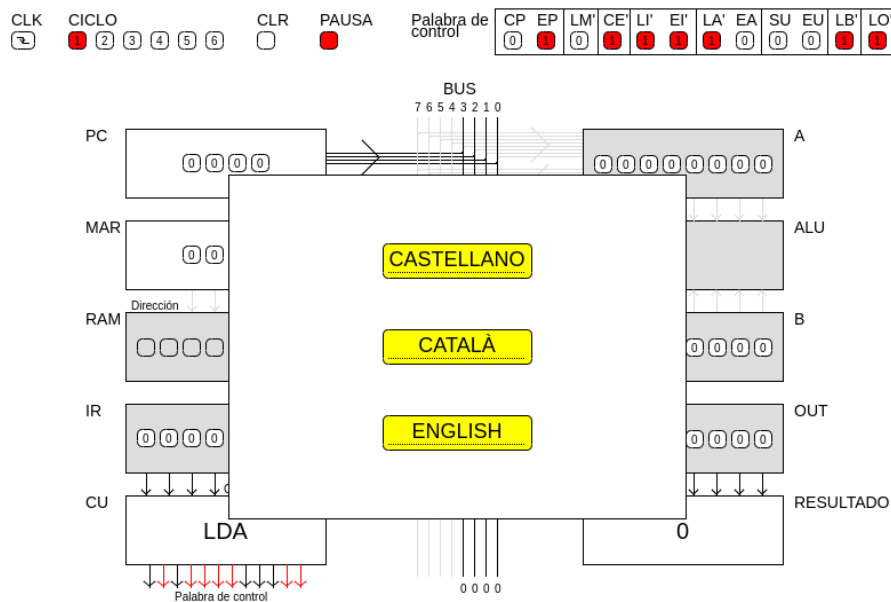 CLK CICLO CLR PAUSA Palabra de control CP EP LM' CE' LI' EI' LA' EA SU EU LB' LO'
1 2 3 4 5 6 0 1 0 1 1 1 1 0 0 0 1 1
BUS
7 6 5 4 3 2 1 0
PC 0 0 0 0 0 0 0 0 0 0 0 0 A
MAR 0 0 ALU
CASTELLANO
Dirección
RAM 0 0 0 0 B
CATALÀ
IR 0 0 0 0 0 0 0 0 OUT
ENGLISH
CU LDA 0 RESULTADO
0 0 0 0
Palabra de control